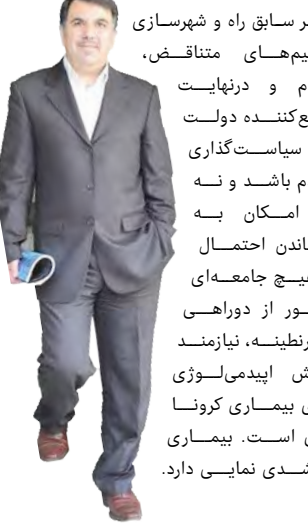 ر سابق راه و شهرسازی
یم‌های متناقض،
م و درنهایت
ع‌کننده دولت
سیاست‌گذاری
م باشد و نه
امکان به
اندن احتمال
یچ جامعه‌ای
ور از دوراهی
رنطینه، نیازمند
ش اپیدمی‌لوژی
ی بیماری کرونا
ی است. بیماری
شدی نمایی دارد.